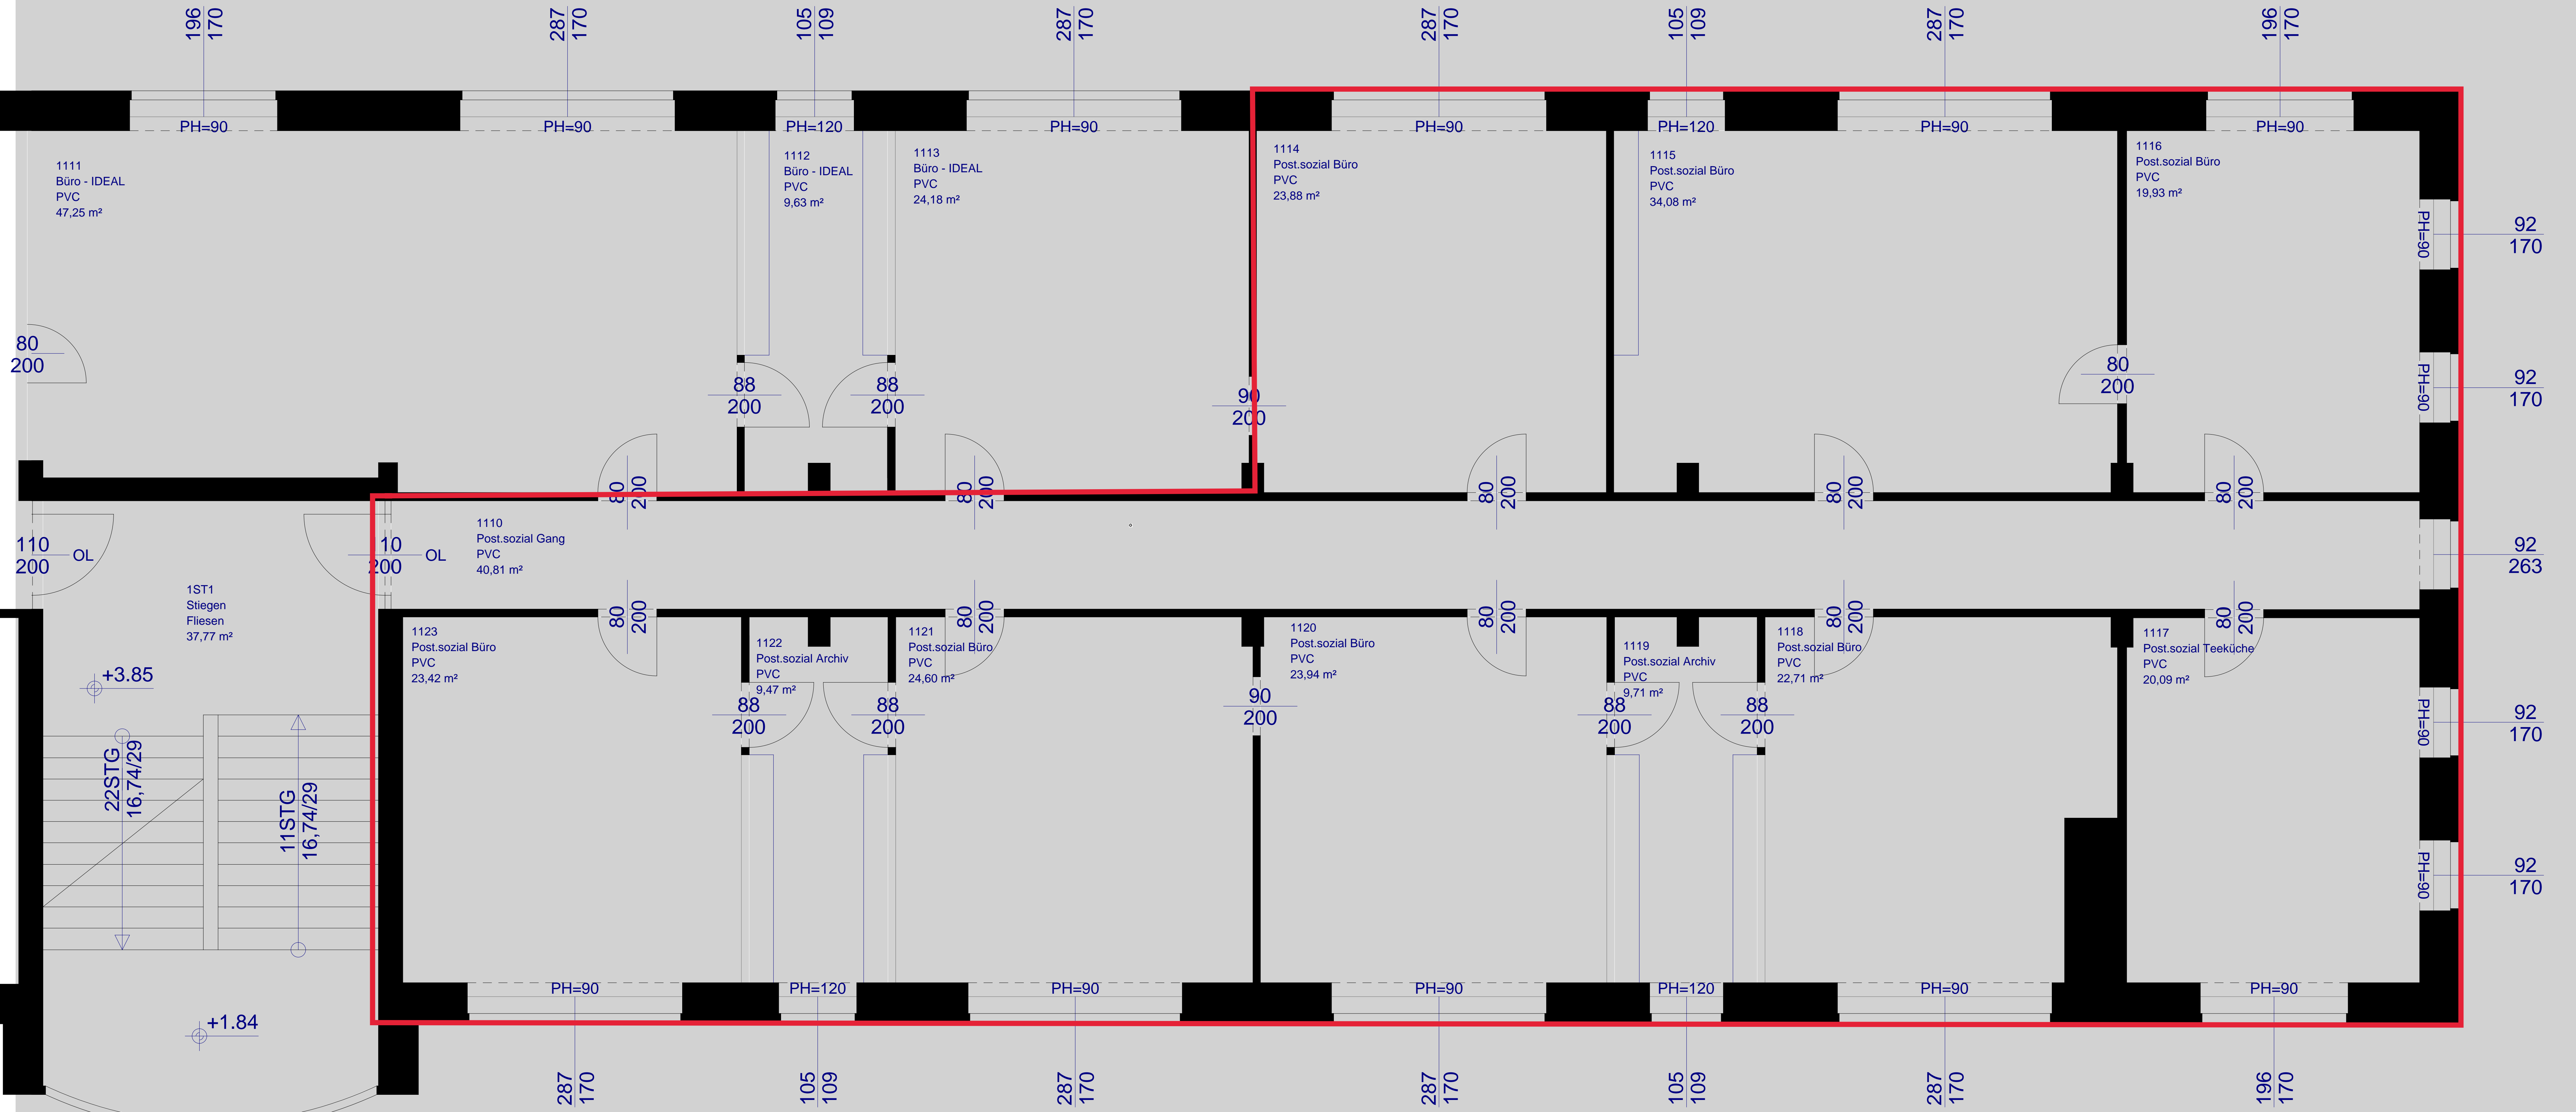 196
170
287
170
105
109
287
170
287
170
105
109
287
170
196
170
PH=90
PH=90
PH=120
PH=90
PH=90
PH=120
PH=90
PH=90
1111
Büro - IDEAL
PVC
47,25 m²
1112
Büro - IDEAL
PVC
9,63 m²
1113
Büro - IDEAL
PVC
24,18 m²
1114
Post.sozial Büro
PVC
23,88 m²
1115
Post.sozial Büro
PVC
34,08 m²
1116
Post.sozial Büro
PVC
19,93 m²
PH=90
92
170
80
200
88
200
88
200
90
200
80
200
PH=90
92
170
80
200
80
200
80
200
80
200
80
200
110
200
OL
110
200
OL
1110
Post.sozial Gang
PVC
40,81 m²
92
263
1ST1
Stiegen
Fliesen
37,77 m²
80
200
80
200
80
200
80
200
80
200
1123
Post.sozial Büro
PVC
23,42 m²
1122
Post.sozial Archiv
PVC
9,47 m²
1121
Post.sozial Büro
PVC
24,60 m²
1120
Post.sozial Büro
PVC
23,94 m²
1119
Post.sozial Archiv
PVC
9,71 m²
1118
Post.sozial Büro
PVC
22,71 m²
1117
Post.sozial Teeküche
PVC
20,09 m²
+3.85
88
200
88
200
90
200
88
200
88
200
PH=90
92
170
22STG
16,74/29
11STG
16,74/29
PH=90
92
170
+1.84
PH=90
PH=120
PH=90
PH=90
PH=120
PH=90
PH=90
287
170
105
109
287
170
287
170
105
109
287
170
196
170